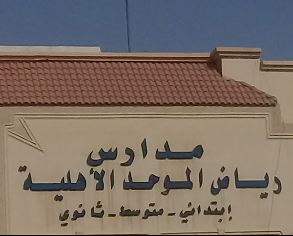 مدارس
رياض الموحد الأهلية
إبتدائي - متوسط - ثانوي